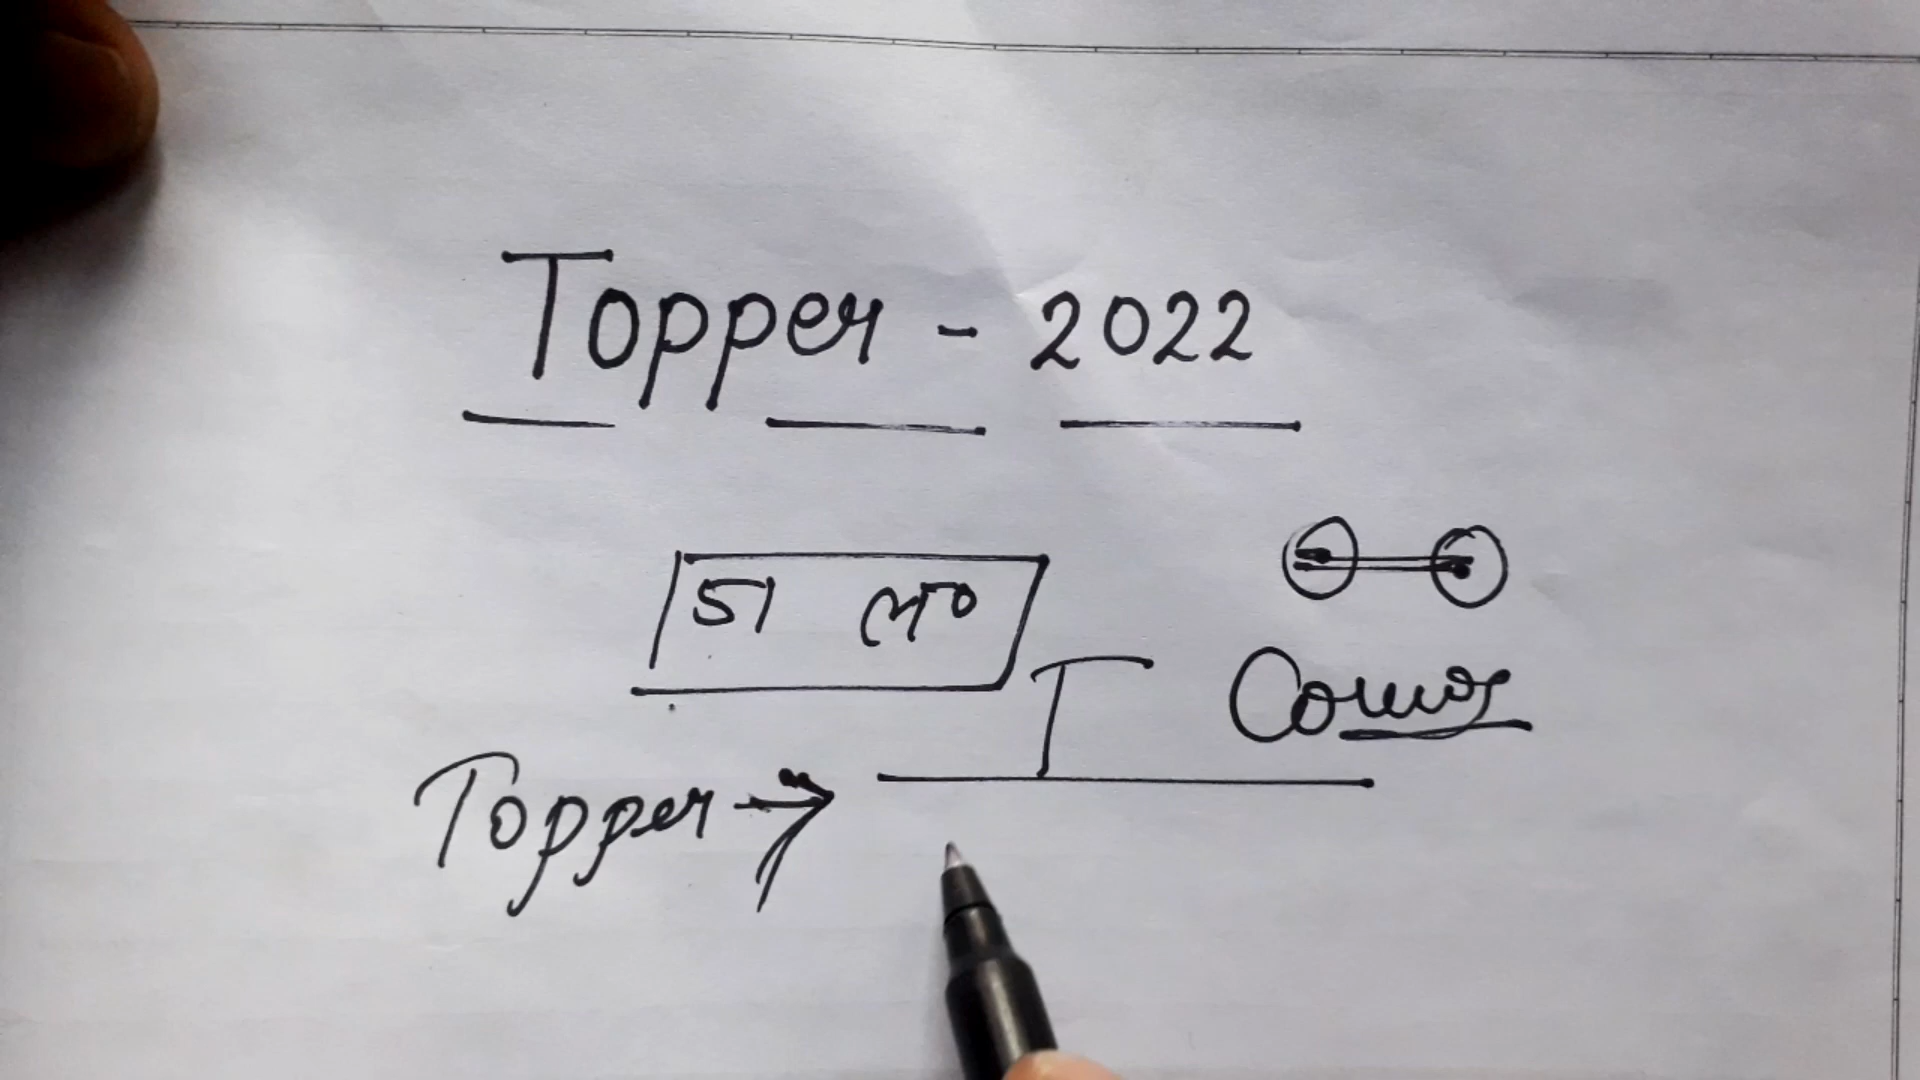 Topper - 2022
51 লাখ
T
Topper →